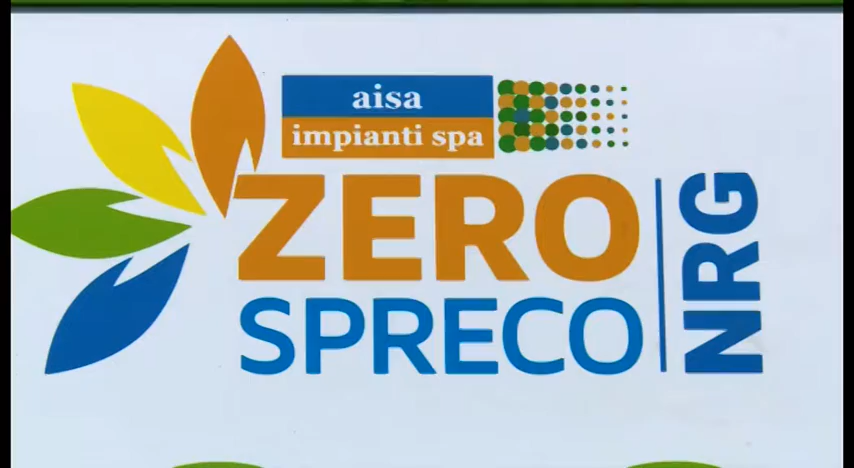 aisa
impianti spa
ZERO
SPRECO
NRG